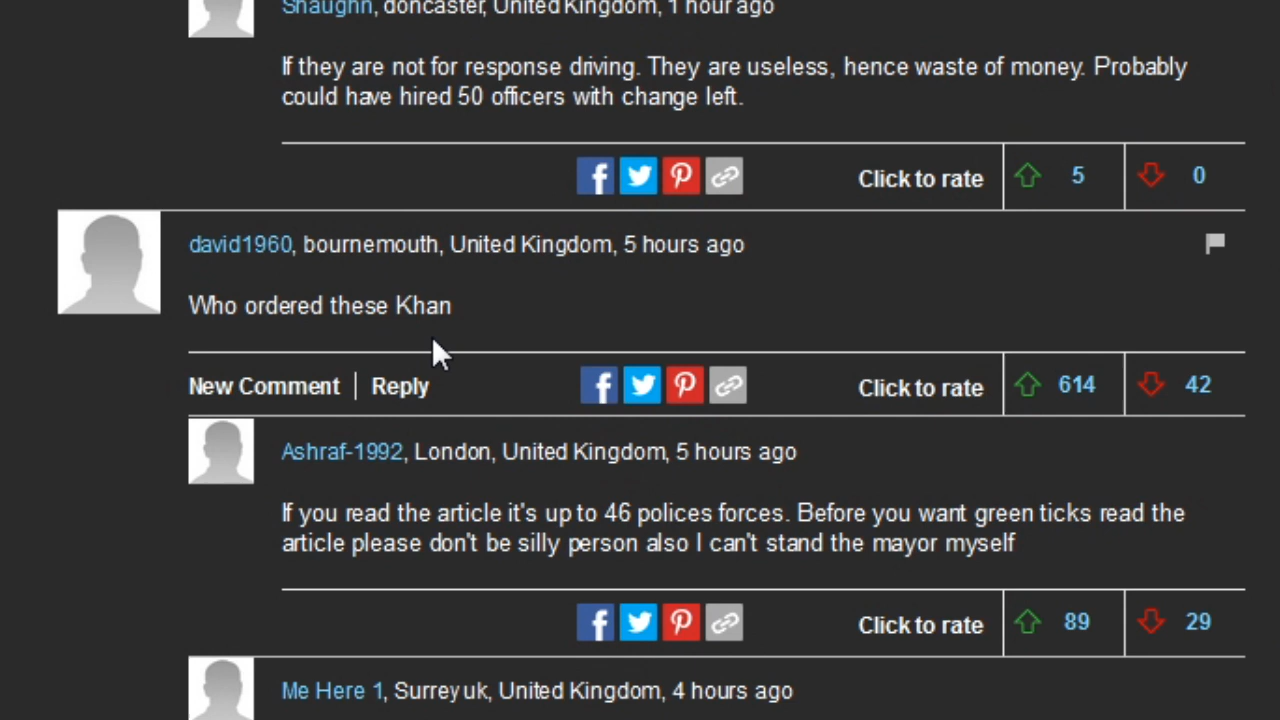 Shaughn, doncaster, United Kingdom, 1 hour ago
If they are not for response driving. They are useless, hence waste of money. Probably
could have hired 50 officers with change left.
Click to rate 5 0
david1960, bournemouth, United Kingdom, 5 hours ago
Who ordered these Khan
New Comment | Reply Click to rate 614 42
Ashraf-1992, London, United Kingdom, 5 hours ago
If you read the article it's up to 46 polices forces. Before you want green ticks read the
article please don't be silly person also I can't stand the mayor myself
Click to rate 89 29
Me Here 1, Surrey uk, United Kingdom, 4 hours ago